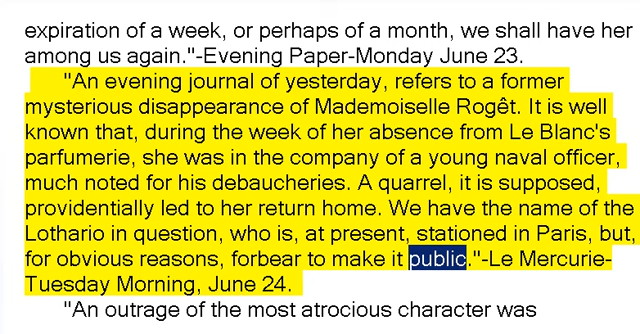 expiration of a week, or perhaps of a month, we shall have her
among us again."-Evening Paper-Monday June 23.
"An evening journal of yesterday, refers to a former
mysterious disappearance of Mademoiselle Rogêt. It is well
known that, during the week of her absence from Le Blanc's
parfumerie, she was in the company of a young naval officer,
much noted for his debaucheries. A quarrel, it is supposed,
providentially led to her return home. We have the name of the
Lothario in question, who is, at present, stationed in Paris, but,
for obvious reasons, forbear to make it public."-Le Mercurie-
Tuesday Morning, June 24.
"An outrage of the most atrocious character was